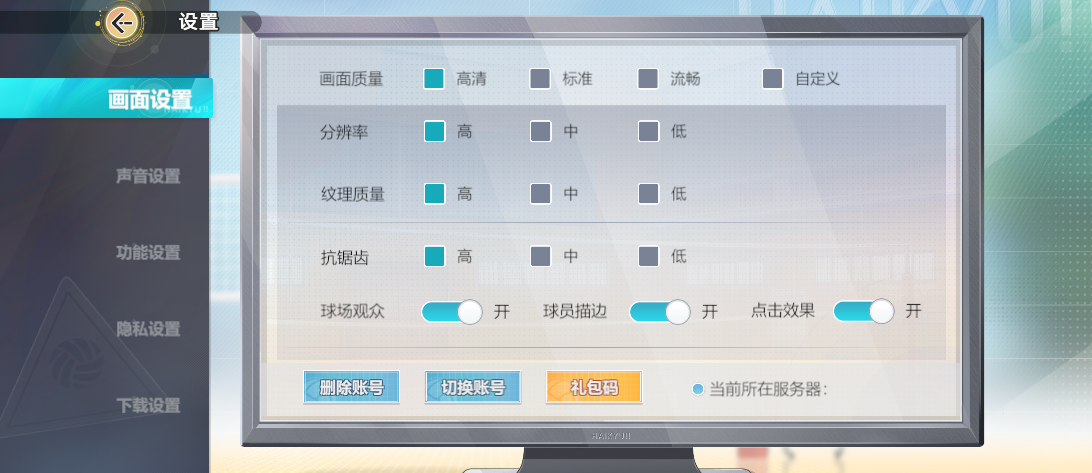 设置
画面设置
声音设置
功能设置
隐私设置
下载设置
画面质量 高清 标准 流畅 自定义
分辨率 高 中 低
纹理质量 高 中 低
抗锯齿 高 中 低
球场观众 开 球员描边 开 点击效果 开
删除账号 切换账号 礼包码 当前所在服务器：
HAIKYU!!